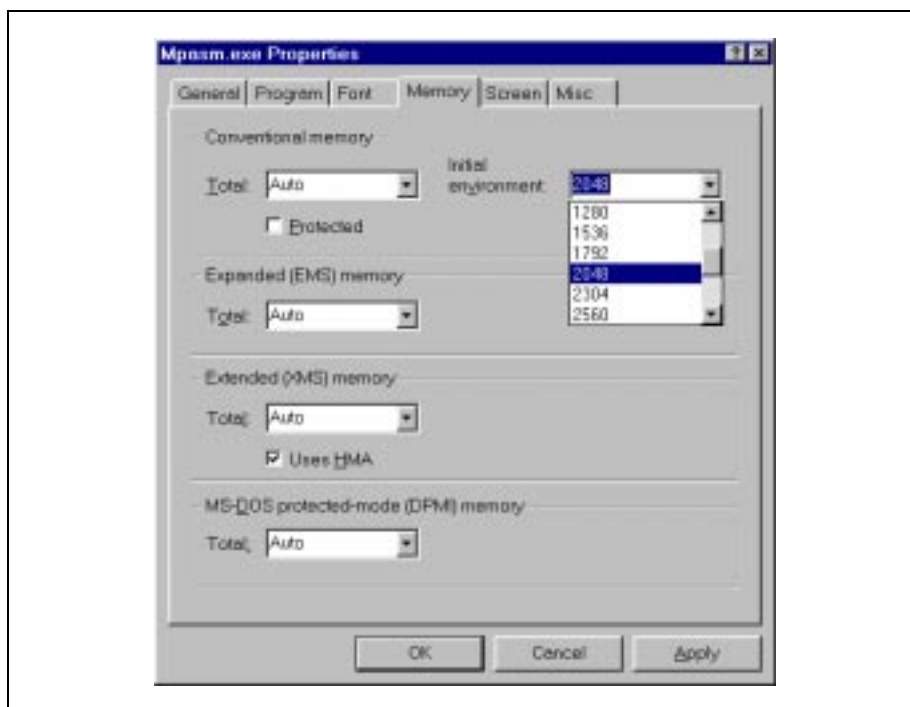 Mpasm.exe Properties
General Program Font Memory Screen Misc
Conventional memory
Total: Auto
Initial environment: 2048
Protected
1280
1536
1792
2048
2304
2560
Expanded (EMS) memory
Total: Auto
Extended (XMS) memory
Total: Auto
Uses HMA
MS-DOS protected-mode (DPMI) memory
Total: Auto
OK Cancel Apply